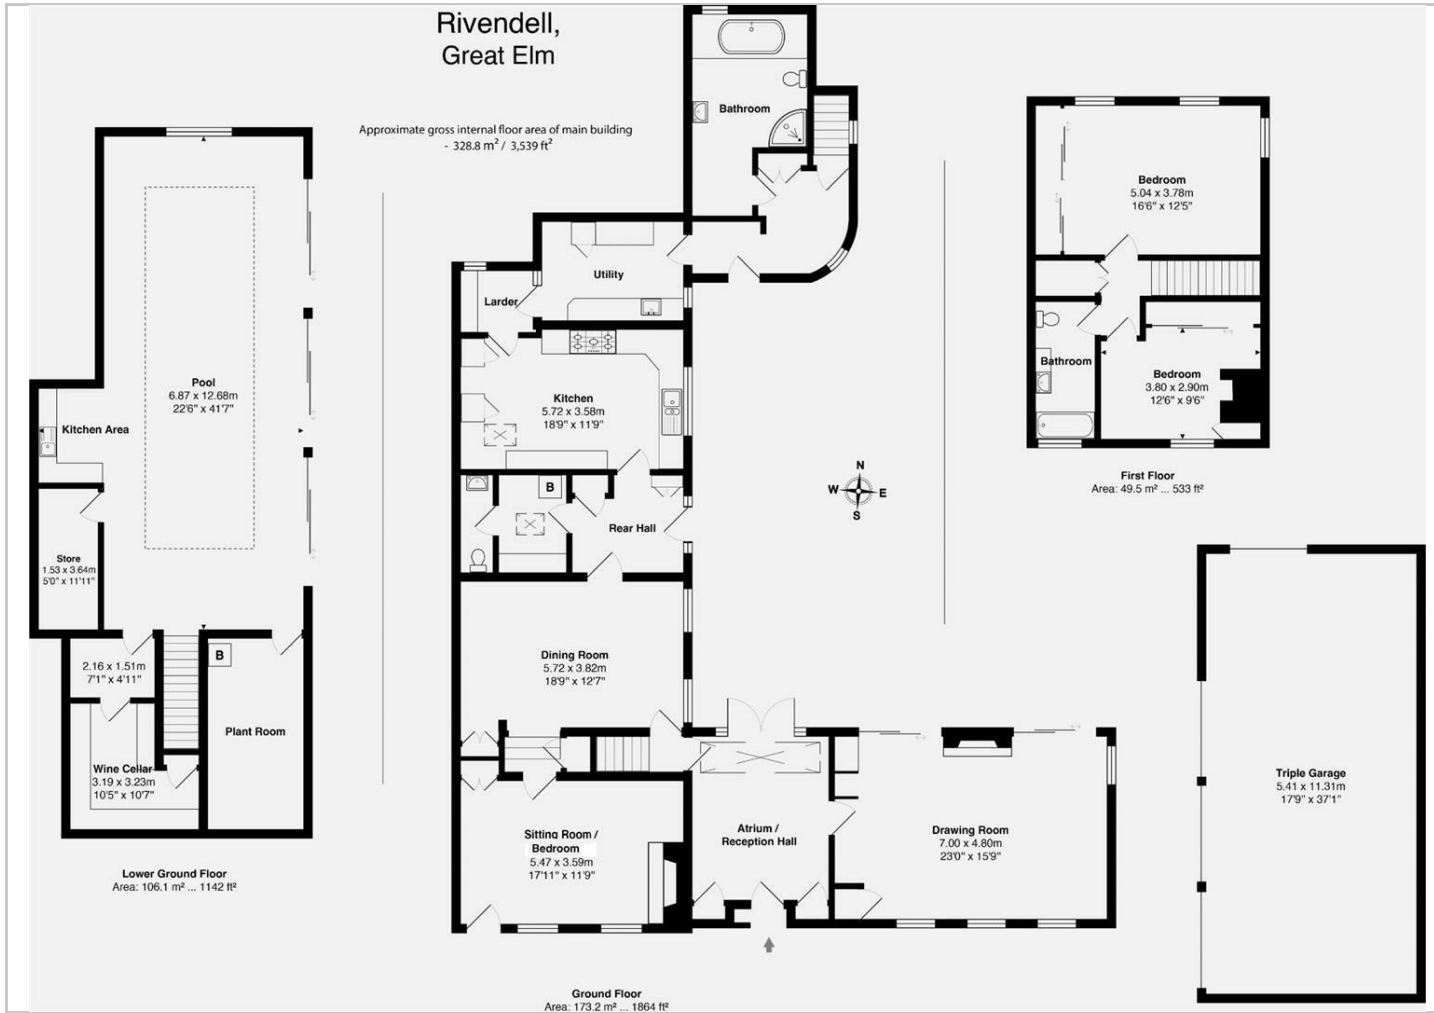 Rivendell,
Great Elm
Approximate gross internal floor area of main building
- 328.8 m² / 3,539 ft²
Pool
6.87 x 12.68m
22'6" x 41'7"
Kitchen Area
Store
1.53 x 3.64m
5'0" x 11'11"
2.16 x 1.51m
7'1" x 4'11"
B
Plant Room
Wine Cellar
3.19 x 3.23m
10'5" x 10'7"
Lower Ground Floor
Area: 106.1 m² ... 1142 ft²
Bathroom
Utility
Larder
Kitchen
5.72 x 3.58m
18'9" x 11'9"
B
Rear Hall
Dining Room
5.72 x 3.82m
18'9" x 12'7"
Sitting Room /
Bedroom
5.47 x 3.59m
17'11" x 11'9"
Atrium /
Reception Hall
Drawing Room
7.00 x 4.80m
23'0" x 15'9"
Ground Floor
Area: 173.2 m² ... 1864 ft²
N
W E
S
Bedroom
5.04 x 3.78m
16'6" x 12'5"
Bathroom
Bedroom
3.80 x 2.90m
12'6" x 9'6"
First Floor
Area: 49.5 m² ... 533 ft²
Triple Garage
5.41 x 11.31m
17'9" x 37'1"